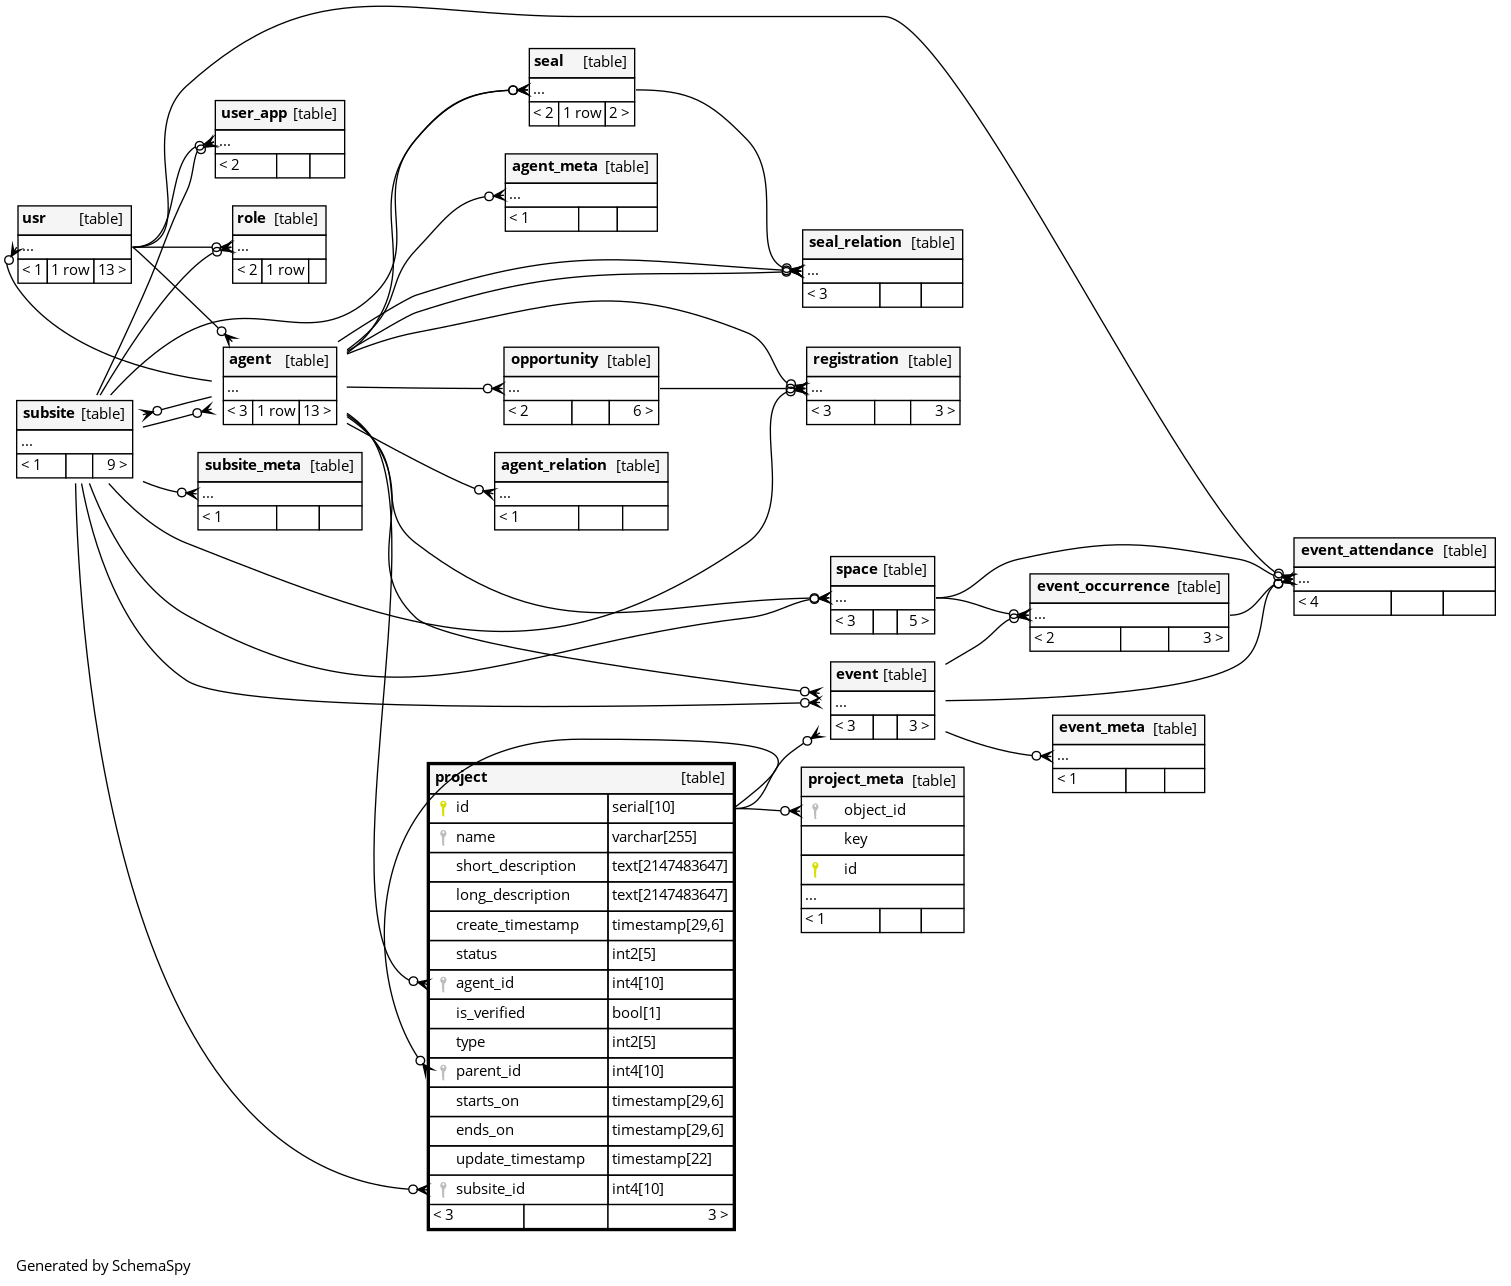 seal [table]
...
< 2 1 row 2 >
user_app [table]
...
< 2
agent_meta [table]
...
< 1
usr [table]
...
< 1 1 row 13 >
role [table]
...
< 2 1 row
seal_relation [table]
...
< 3
agent [table]
...
< 3 1 row 13 >
opportunity [table]
...
< 2 6 >
registration [table]
...
< 3 3 >
subsite [table]
...
< 1 9 >
subsite_meta [table]
...
< 1
agent_relation [table]
...
< 1
space [table]
...
< 3 5 >
event_occurrence [table]
...
< 2 3 >
event_attendance [table]
...
< 4
event [table]
...
< 3 3 >
event_meta [table]
...
< 1
project [table]
id serial[10]
name varchar[255]
short_description text[2147483647]
long_description text[2147483647]
create_timestamp timestamp[29,6]
status int2[5]
agent_id int4[10]
is_verified bool[1]
type int2[5]
parent_id int4[10]
starts_on timestamp[29,6]
ends_on timestamp[29,6]
update_timestamp timestamp[22]
subsite_id int4[10]
< 3 3 >
project_meta [table]
object_id
key
id
...
< 1
Generated by SchemaSpy